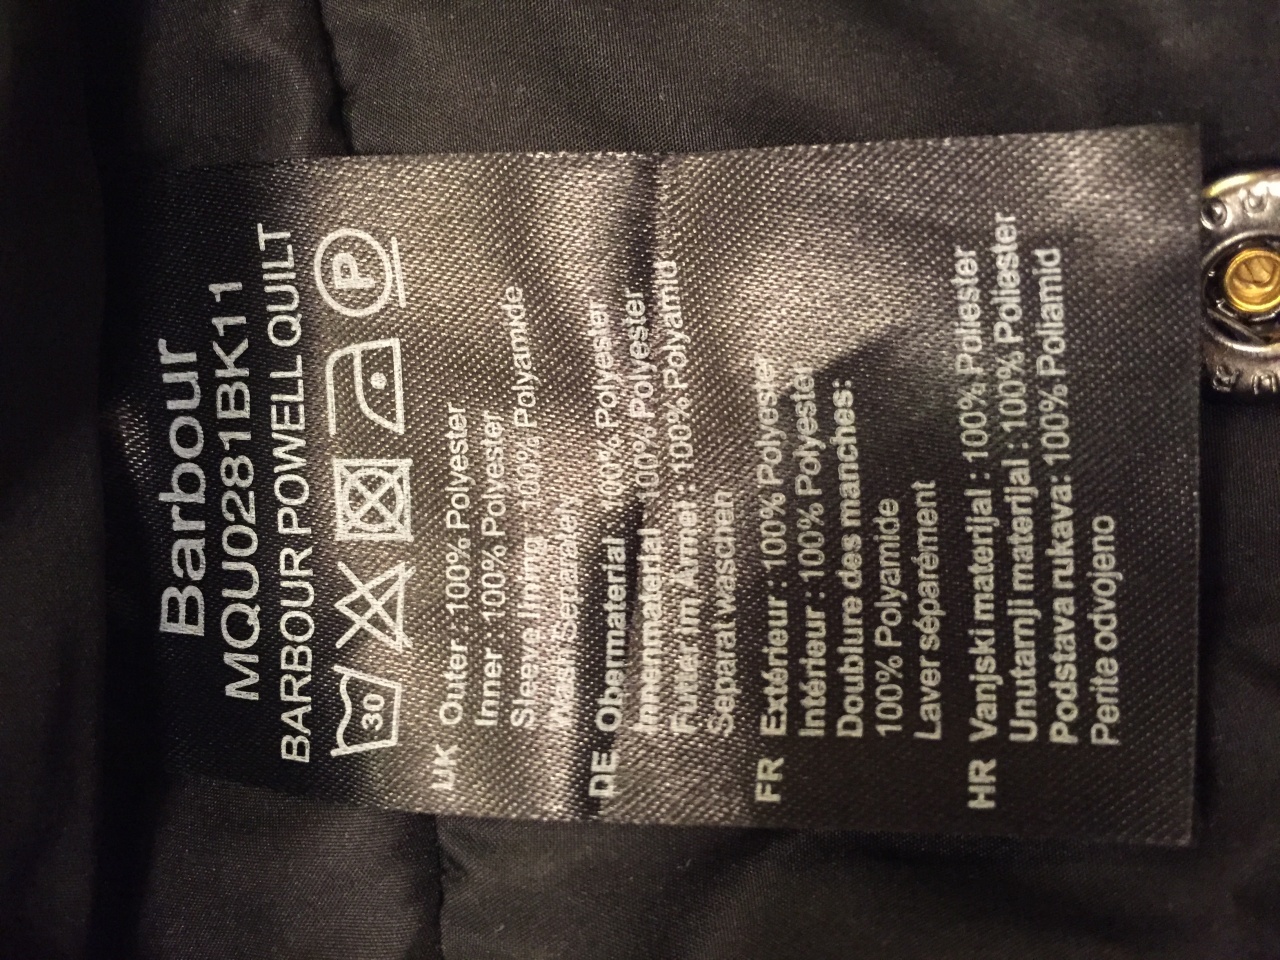 Barbour
MQU0281BK11
BARBOUR POWELL QUILT
30 P
UK Outer : 100% Polyester
Inner : 100% Polyester
Sleeve lining : 100% Polyamide
Wash Separately
DE Obermaterial : 100% Polyester
Innenmaterial : 100% Polyester
Futter im Ärmel : 100% Polyamid
Separat waschen
FR Extérieur : 100% Polyester
Intérieur : 100% Polyester
Doublure des manches:
100% Polyamide
Laver séparément
HR Vanjski materijal : 100% Poliester
Unutarnji materijal : 100% Poliester
Podstava rukava: 100% Poliamid
Perite odvojeno